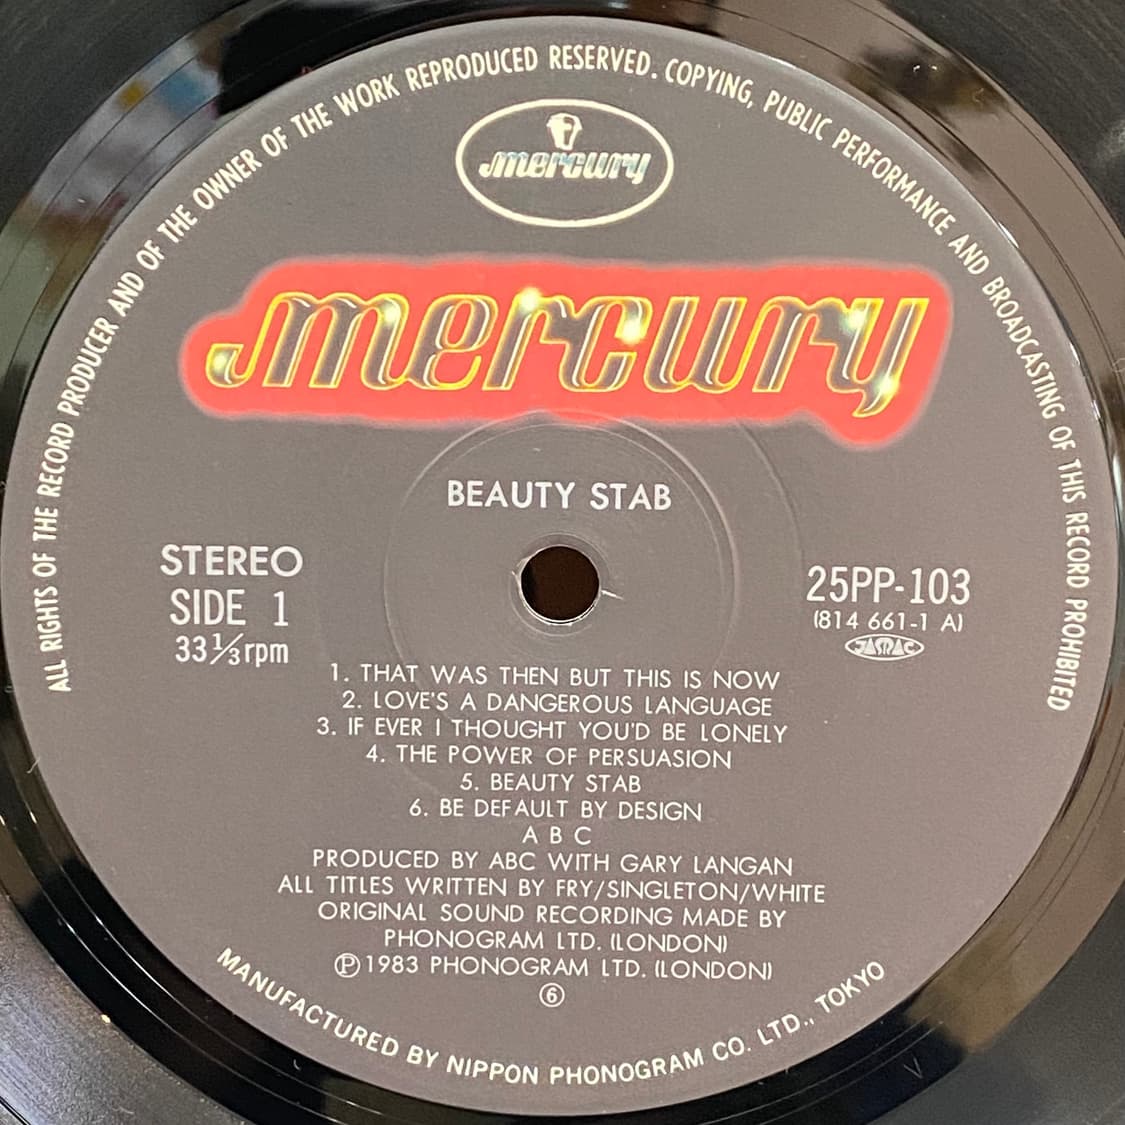 ALL RIGHTS OF THE RECORD PRODUCER AND OF THE OWNER OF THE WORK REPRODUCED RESERVED. COPYING, PUBLIC PERFORMANCE AND BROADCASTING OF THIS RECORD PROHIBITED
mercury
mercury
BEAUTY STAB
STEREO
SIDE 1
33⅓rpm
25PP-103
(814 661-1 A)
JASRAC
1. THAT WAS THEN BUT THIS IS NOW
2. LOVE'S A DANGEROUS LANGUAGE
3. IF EVER I THOUGHT YOU'D BE LONELY
4. THE POWER OF PERSUASION
5. BEAUTY STAB
6. BE DEFAULT BY DESIGN
A B C
PRODUCED BY ABC WITH GARY LANGAN
ALL TITLES WRITTEN BY FRY/SINGLETON/WHITE
ORIGINAL SOUND RECORDING MADE BY
PHONOGRAM LTD. (LONDON)
Ⓟ1983 PHONOGRAM LTD. (LONDON)
⑥
MANUFACTURED BY NIPPON PHONOGRAM CO. LTD., TOKYO